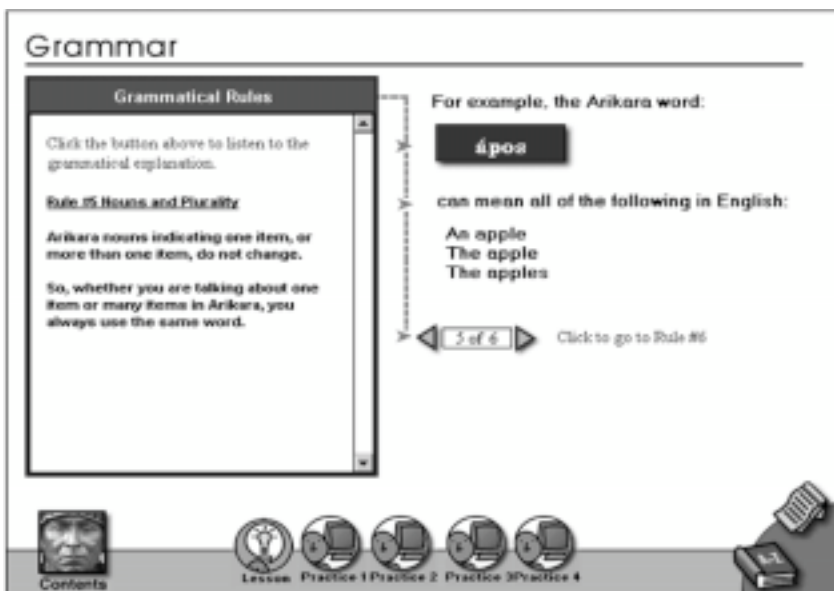 Grammar
Grammatical Rules
Click the button above to listen to the
grammatical explanation.
Rule #5 Nouns and Plurality
Arikara nouns indicating one item, or
more than one item, do not change.
So, whether you are talking about one
item or many items in Arikara, you
always use the same word.
For example, the Arikara word:
ápos
can mean all of the following in English:
An apple
The apple
The apples
5 of 6
Click to go to Rule #6
Contents
Lesson
Practice 1
Practice 2
Practice 3
Practice 4